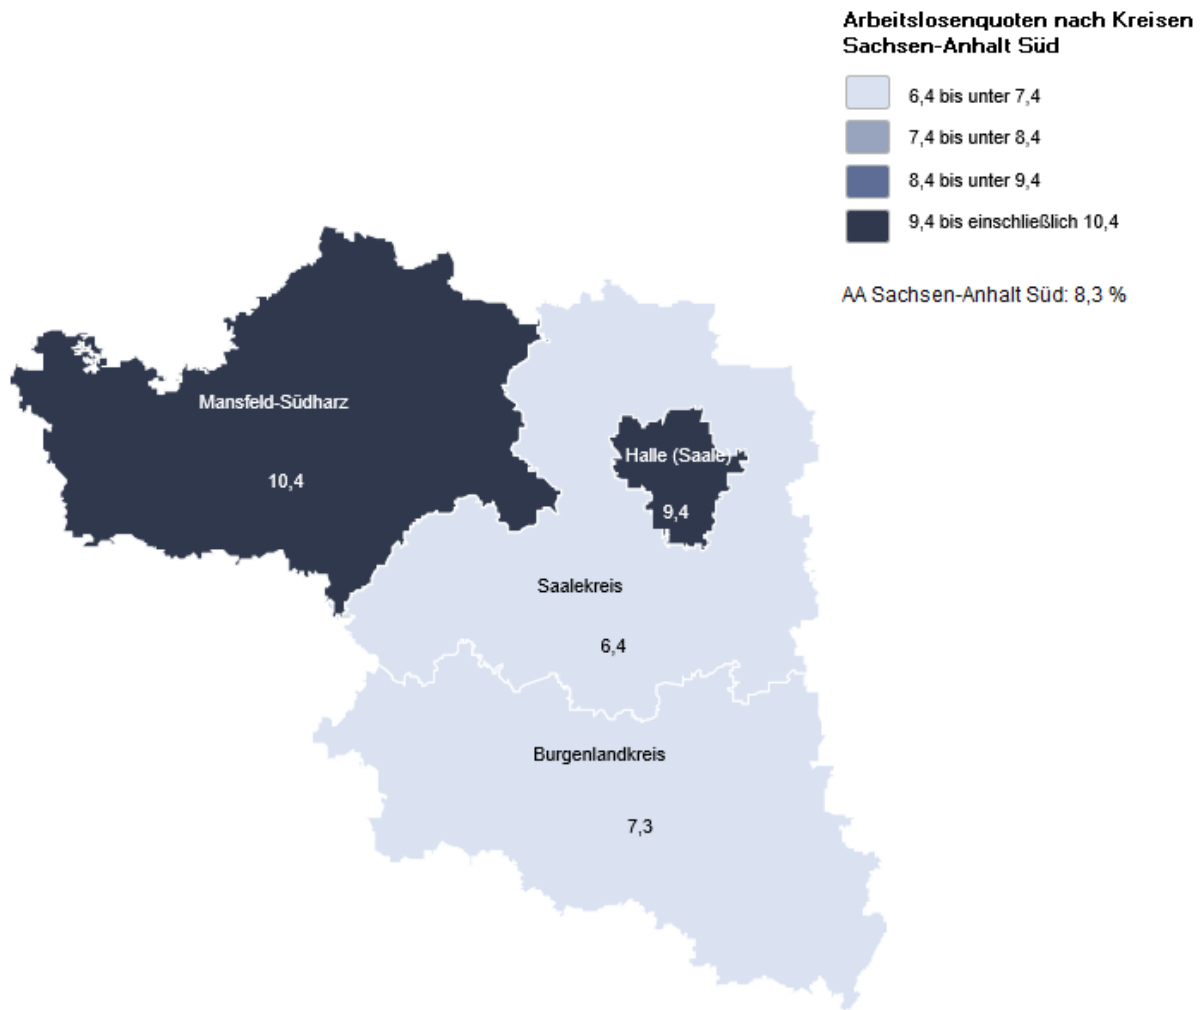 Arbeitslosenquoten nach Kreisen
Sachsen-Anhalt Süd
6,4 bis unter 7,4
7,4 bis unter 8,4
8,4 bis unter 9,4
9,4 bis einschließlich 10,4
AA Sachsen-Anhalt Süd: 8,3 %
Mansfeld-Südharz
10,4
Halle (Saale)
9,4
Saalekreis
6,4
Burgenlandkreis
7,3